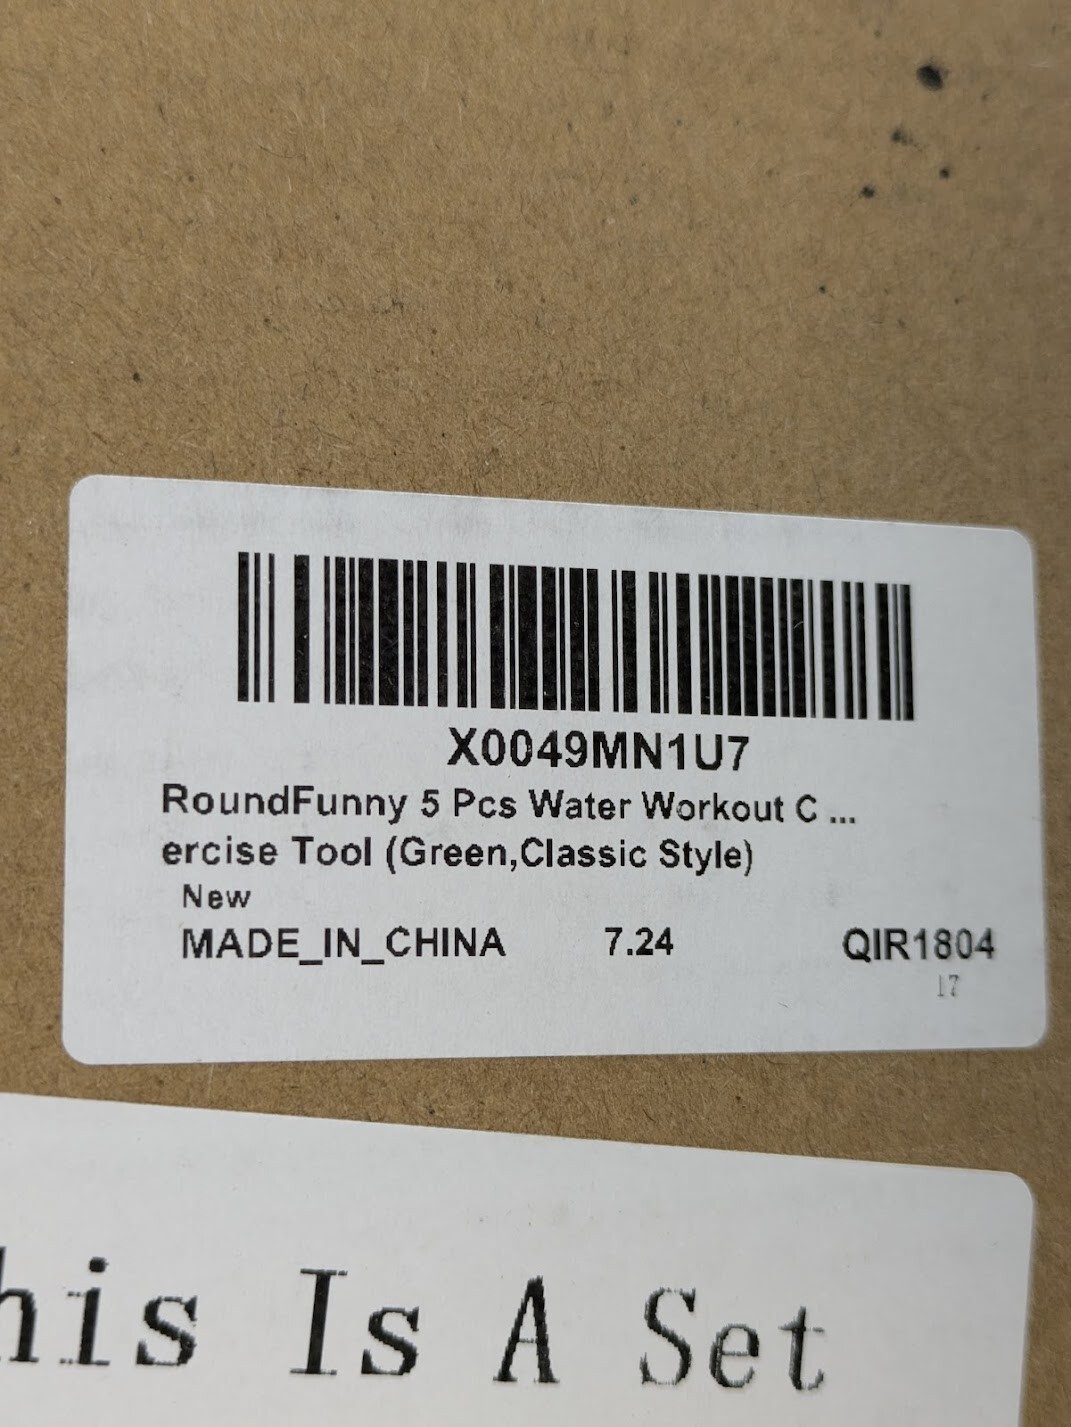 X0049MN1U7
RoundFunny 5 Pcs Water Workout C ...
ercise Tool (Green,Classic Style)
New
MADE_IN_CHINA 7.24 QIR1804
17
his Is A Set